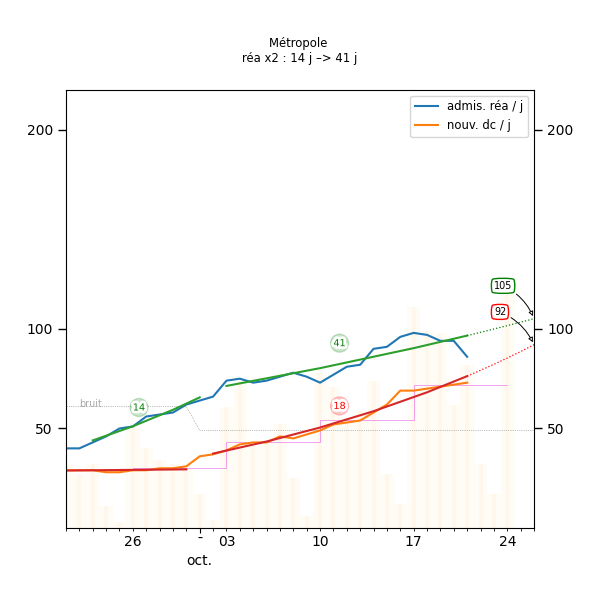 Métropole
réa x2 : 14 j –> 41 j
admis. réa / j
nouv. dc / j
200
200
105
92
100
100
41
bruit
14
18
50
50
26
-
03
10
17
24
oct.